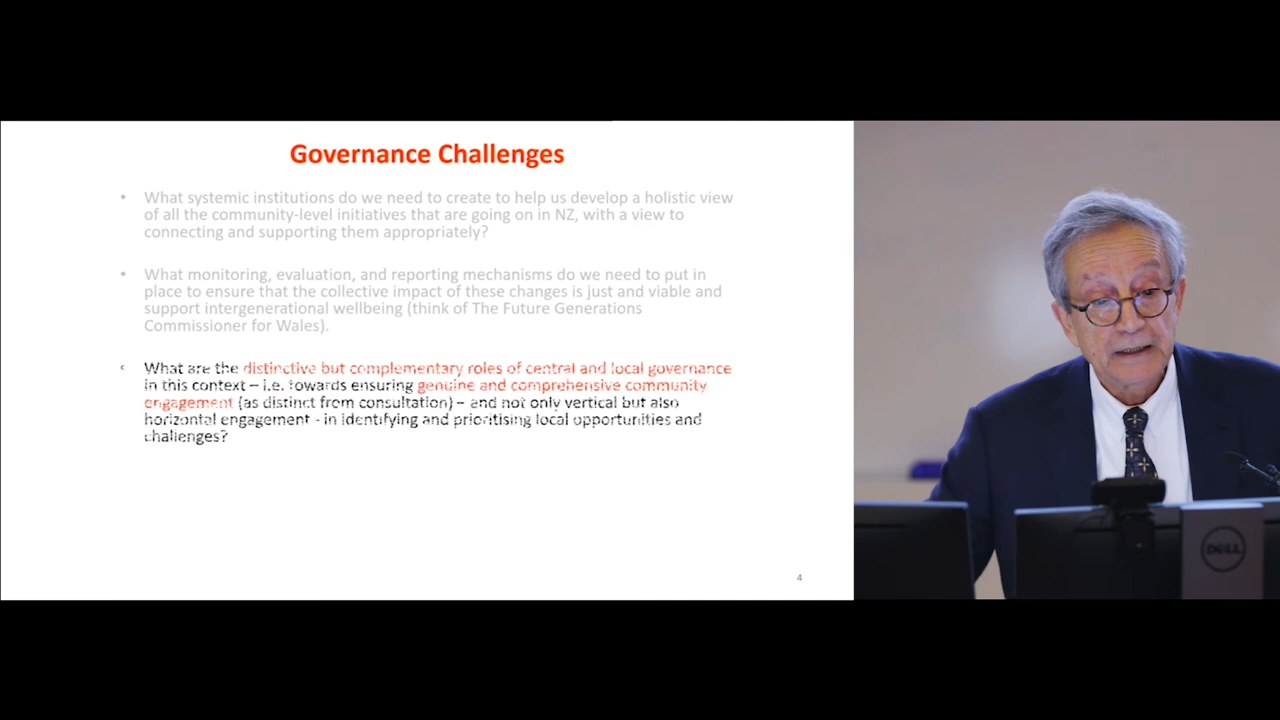 Governance Challenges
• What systemic institutions do we need to create to help us develop a holistic view
of all the community-level initiatives that are going on in NZ, with a view to
connecting and supporting them appropriately?
• What monitoring, evaluation, and reporting mechanisms do we need to put in
place to ensure that the collective impact of these changes is just and viable and
support intergenerational wellbeing (think of The Future Generations
Commissioner for Wales).
• What are the distinctive but complementary roles of central and local governance
in this context – i.e. towards ensuring genuine and comprehensive community
engagement (as distinct from consultation) – and not only vertical but also
horizontal engagement - in identifying and prioritising local opportunities and
challenges?
4
DELL